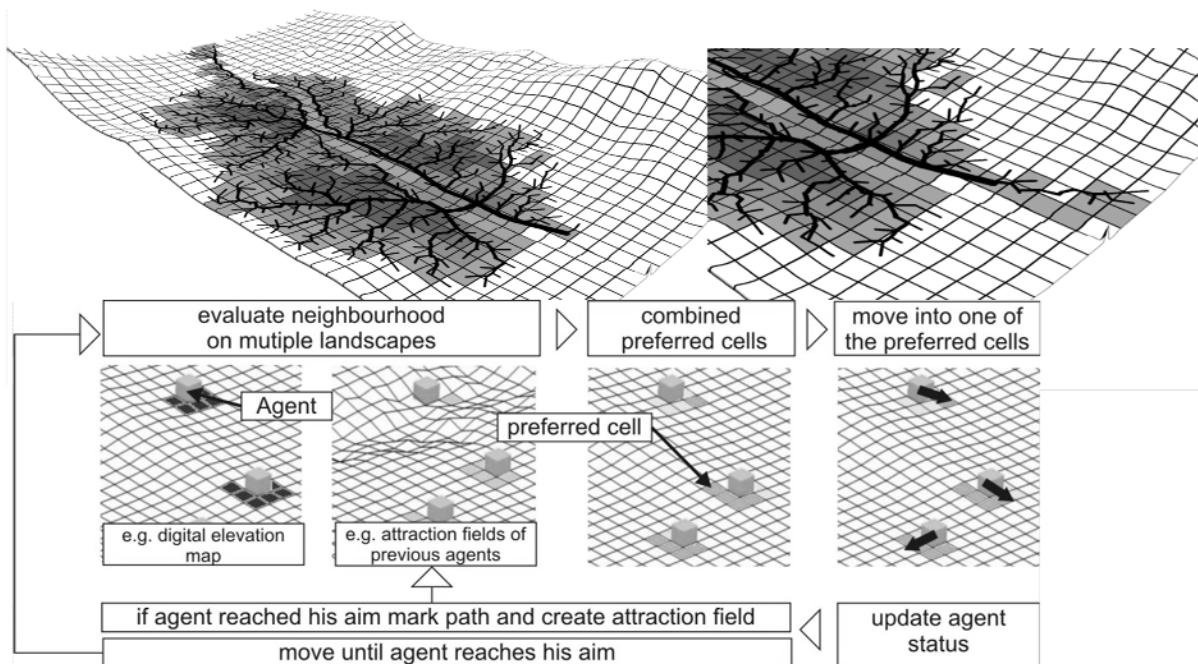 evaluate neighbourhood
on mutiple landscapes
combined
preferred cells
move into one of
the preferred cells
Agent
preferred cell
e.g. digital elevation
map
e.g. attraction fields of
previous agents
if agent reached his aim mark path and create attraction field
move until agent reaches his aim
update agent
status